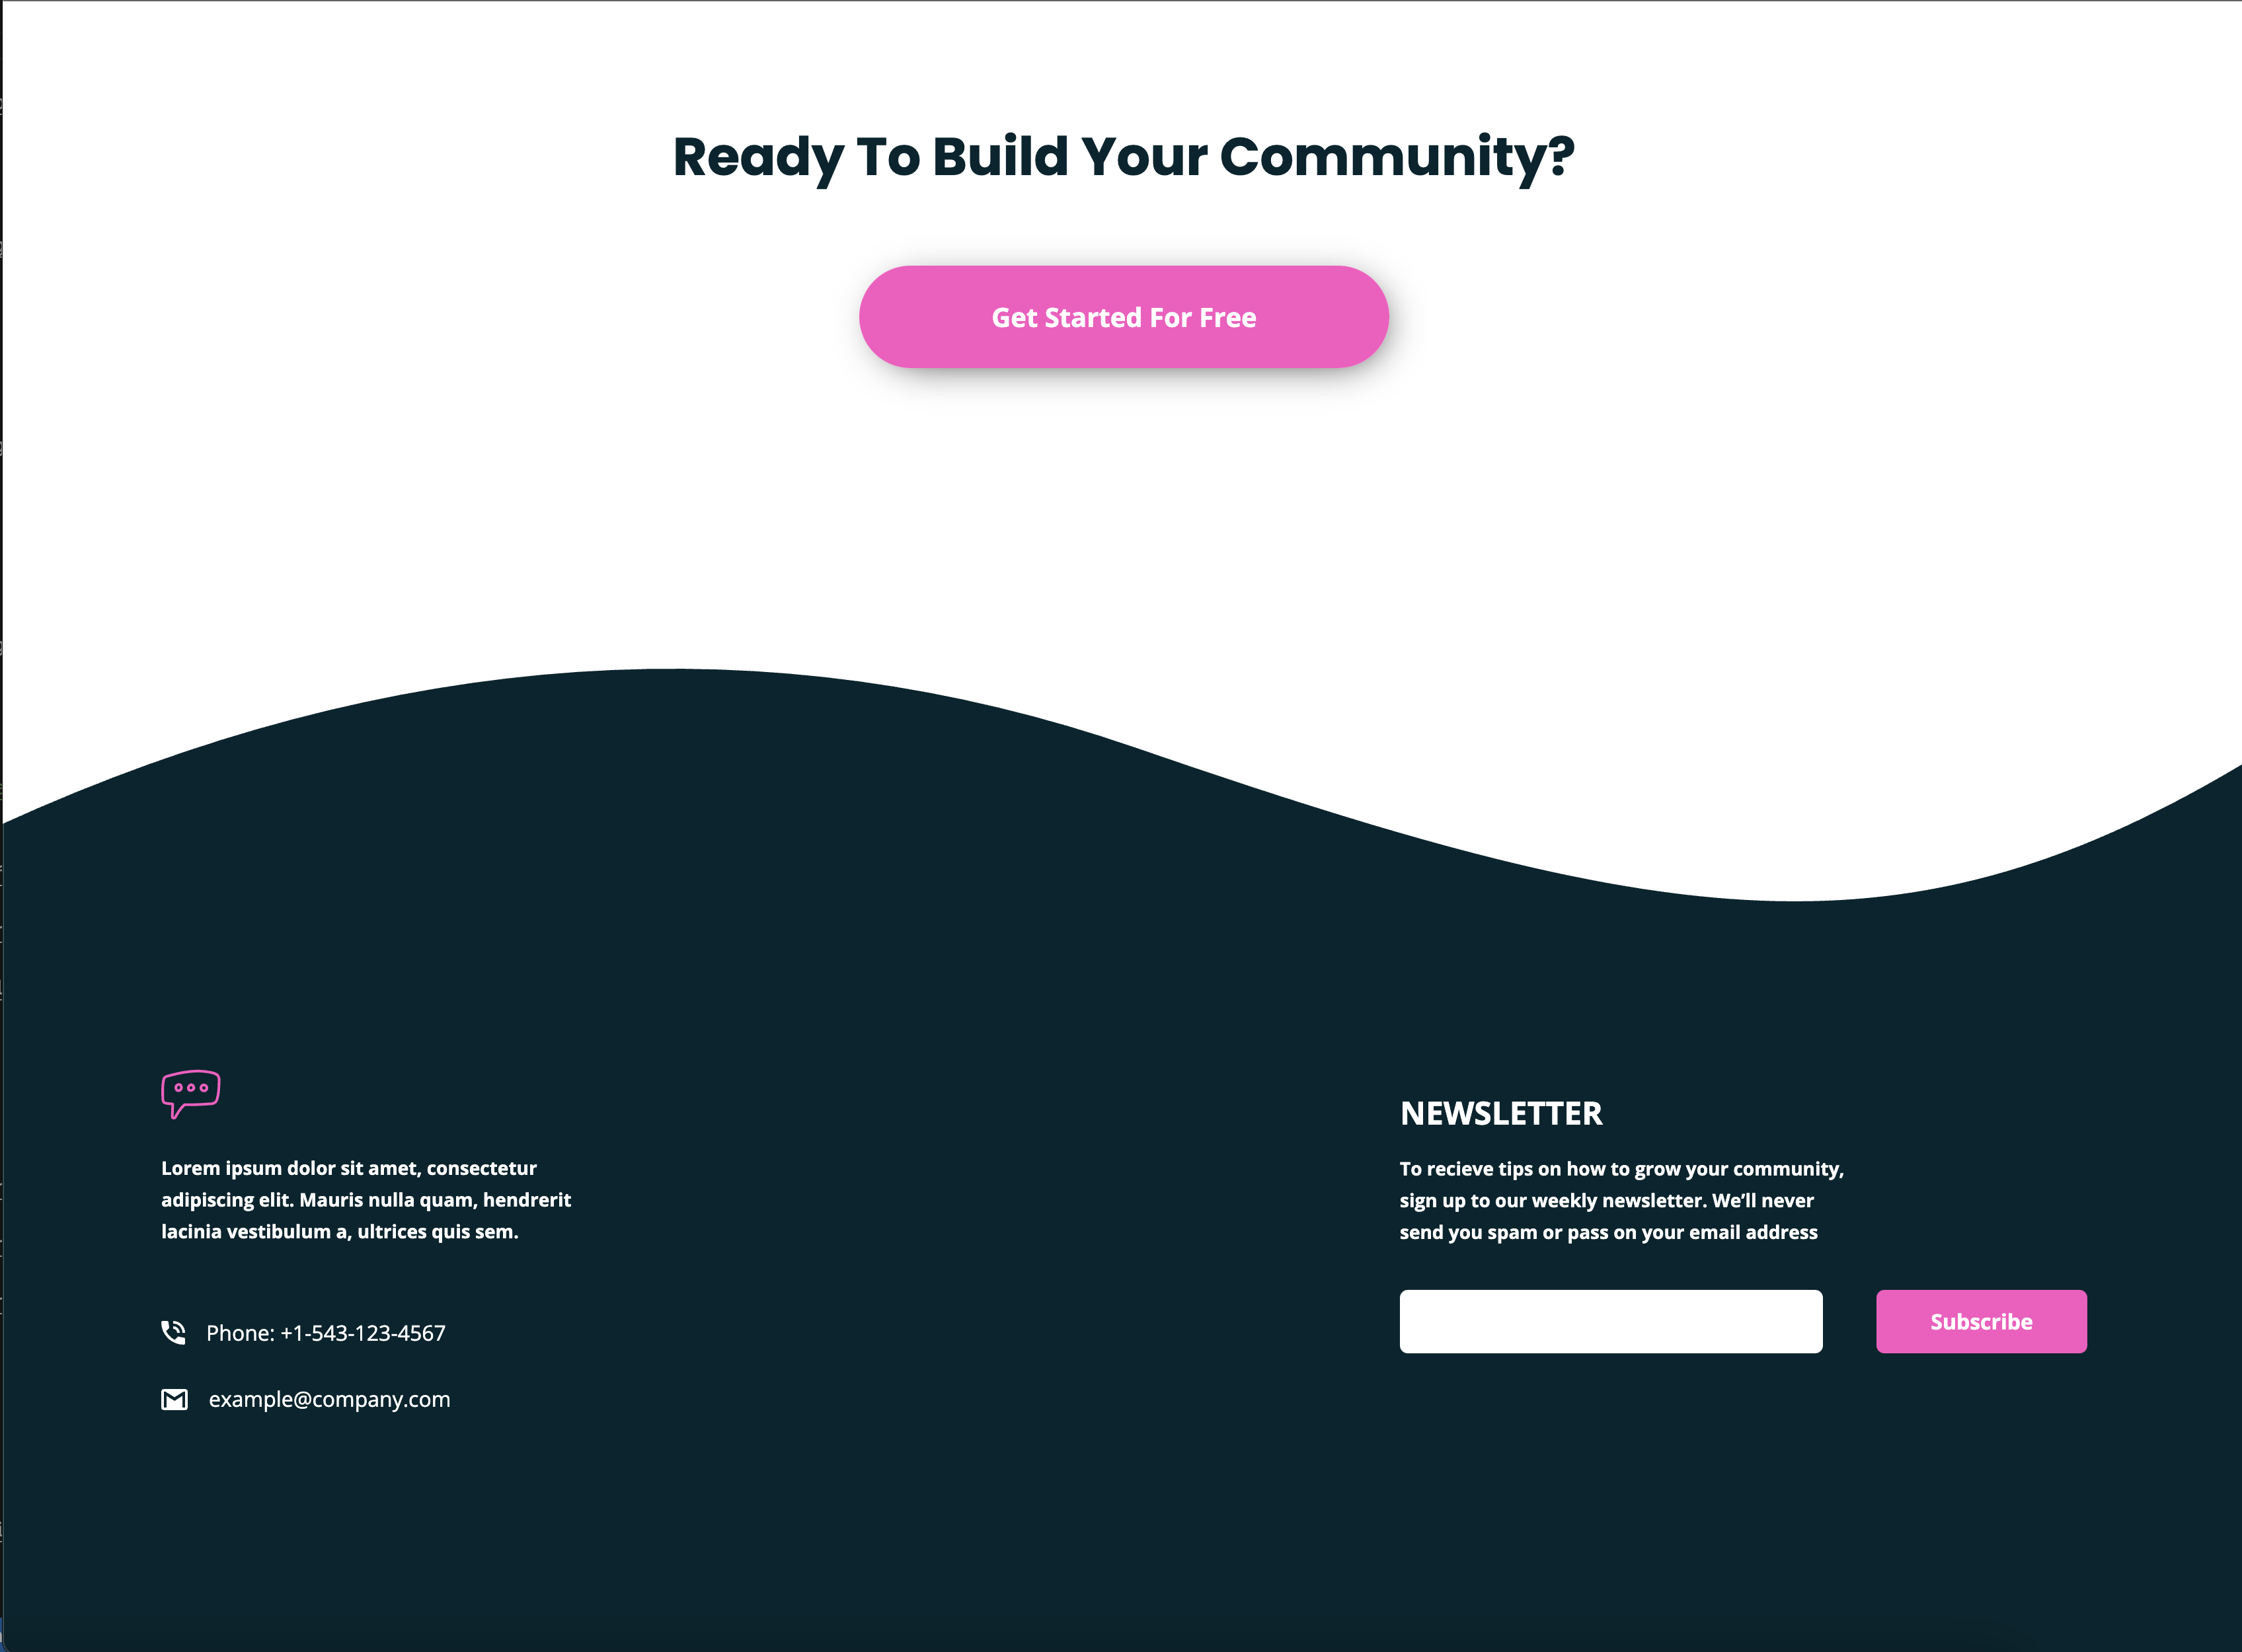 Ready To Build Your Community?
Get Started For Free
Lorem ipsum dolor sit amet, consectetur
adipiscing elit. Mauris nulla quam, hendrerit
lacinia vestibulum a, ultrices quis sem.
Phone: +1-543-123-4567
example@company.com
NEWSLETTER
To recieve tips on how to grow your community,
sign up to our weekly newsletter. We’ll never
send you spam or pass on your email address
Subscribe